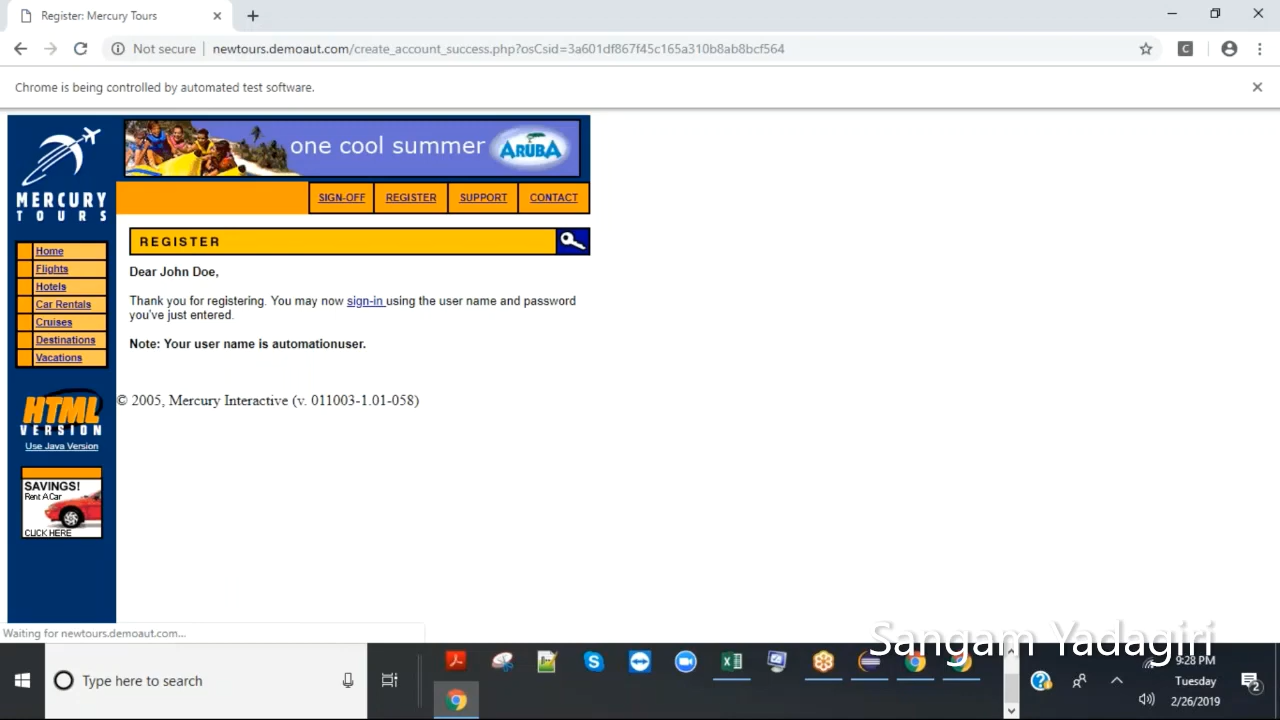 Register: Mercury Tours
Not secure
newtours.demoaut.com/create_account_success.php?osCsid=3a601df867f45c165a310b8ab8bcf564
C
Chrome is being controlled by automated test software.
one cool summer
ARUBA
MERCURY
TOURS
SIGN-OFF
REGISTER
SUPPORT
CONTACT
REGISTER
Home
Flights
Hotels
Car Rentals
Cruises
Destinations
Vacations
Dear John Doe,
Thank you for registering. You may now sign-in using the user name and password
you've just entered.
Note: Your user name is automationuser.
© 2005, Mercury Interactive (v. 011003-1.01-058)
HTML
VERSION
Use Java Version
SAVINGS!
Rent A Car
CLICK HERE
Waiting for newtours.demoaut.com...
Sangam Yadagiri
Type here to search
9:28 PM
Tuesday
2/26/2019
2